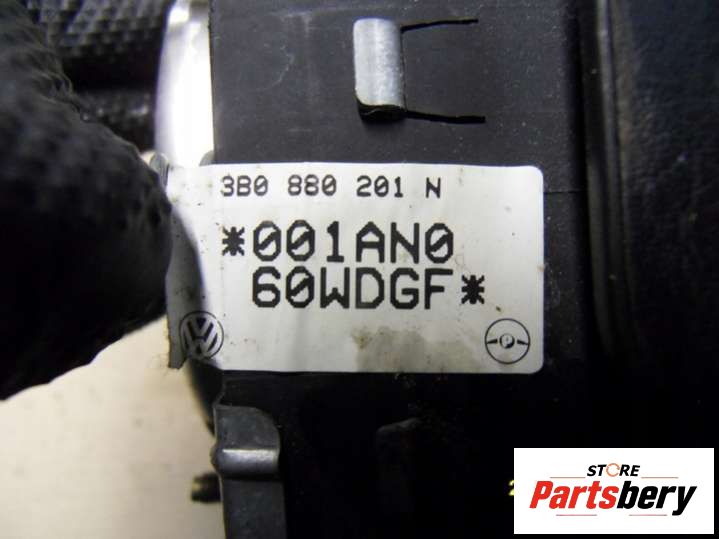 3B0 880 201 N
*001AN0
60WDGF*
STORE
Partsbery